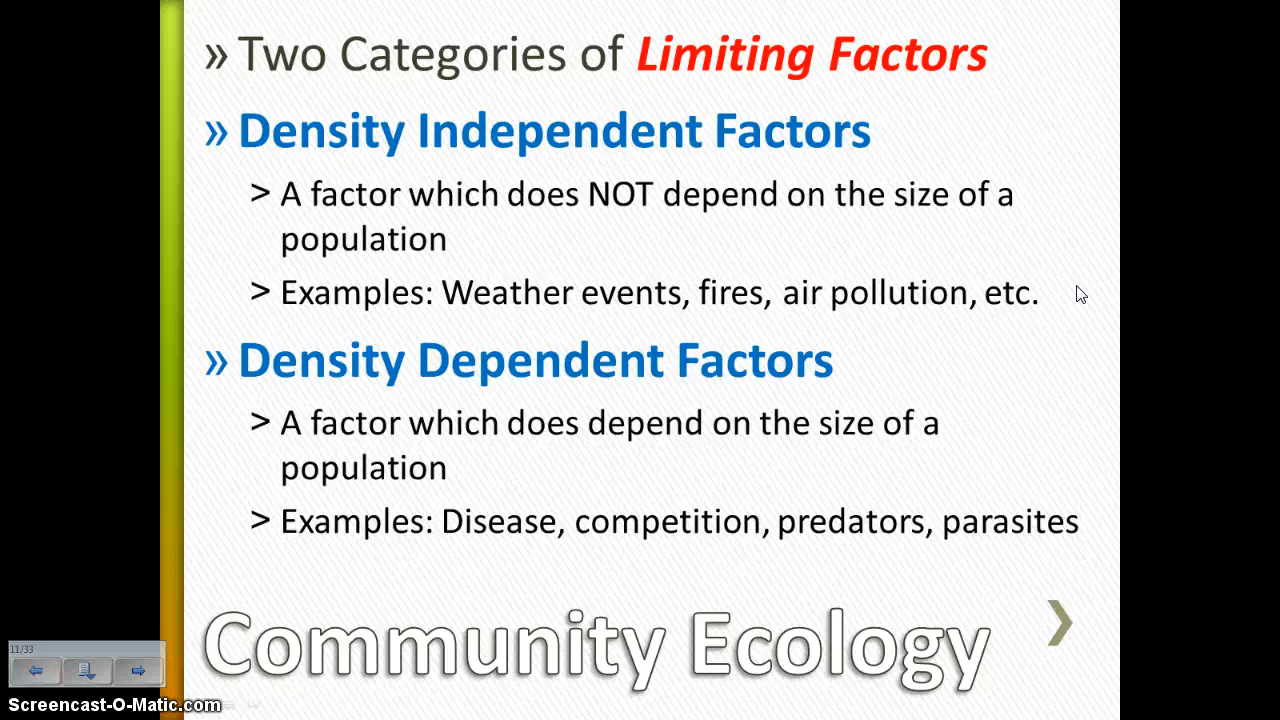 » Two Categories of Limiting Factors
» Density Independent Factors
> A factor which does NOT depend on the size of a
population
> Examples: Weather events, fires, air pollution, etc.
» Density Dependent Factors
> A factor which does depend on the size of a
population
> Examples: Disease, competition, predators, parasites
Community Ecology
11/33
Screencast-O-Matic.com